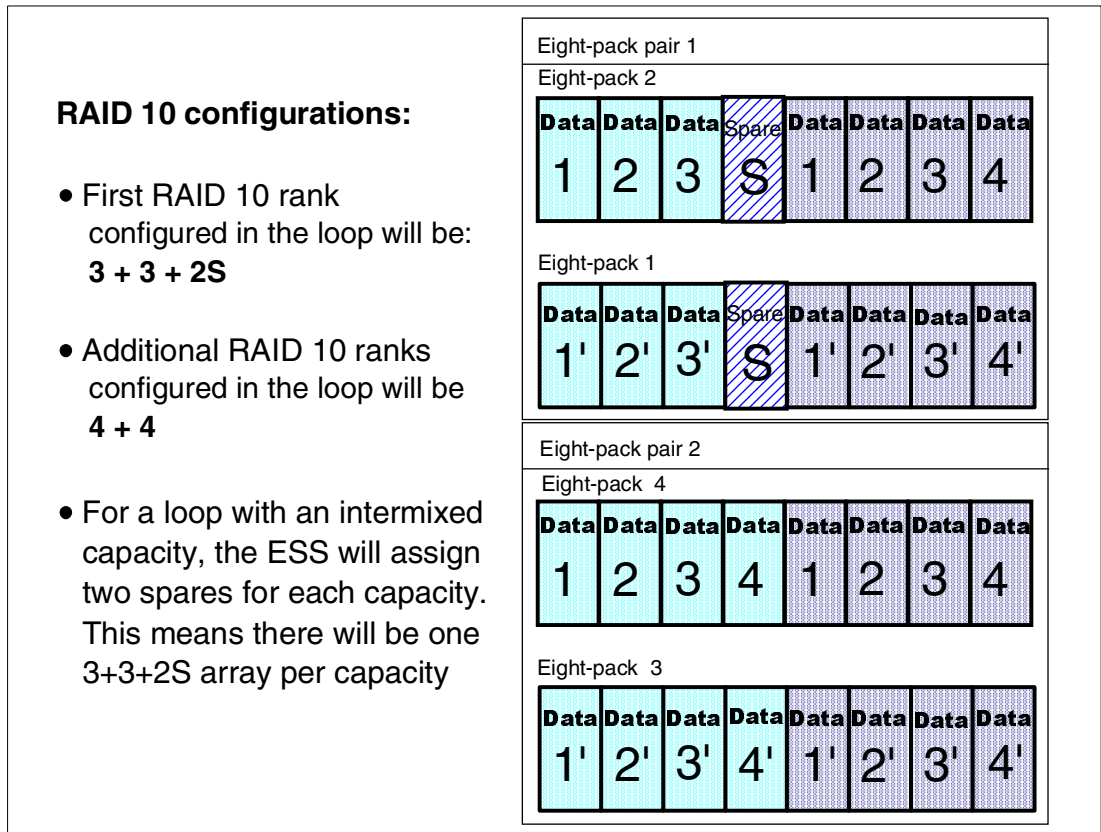 RAID 10 configurations:
• First RAID 10 rank
configured in the loop will be:
3 + 3 + 2S
• Additional RAID 10 ranks
configured in the loop will be
4 + 4
• For a loop with an intermixed
capacity, the ESS will assign
two spares for each capacity.
This means there will be one
3+3+2S array per capacity
Eight-pack pair 1
Eight-pack 2
Data Data Data Spare Data Data Data Data
1 2 3 S 1 2 3 4
Eight-pack 1
Data Data Data Spare Data Data Data Data
1' 2' 3' S 1' 2' 3' 4'
Eight-pack pair 2
Eight-pack 4
Data Data Data Data Data Data Data Data
1 2 3 4 1 2 3 4
Eight-pack 3
Data Data Data Data Data Data Data Data
1' 2' 3' 4' 1' 2' 3' 4'